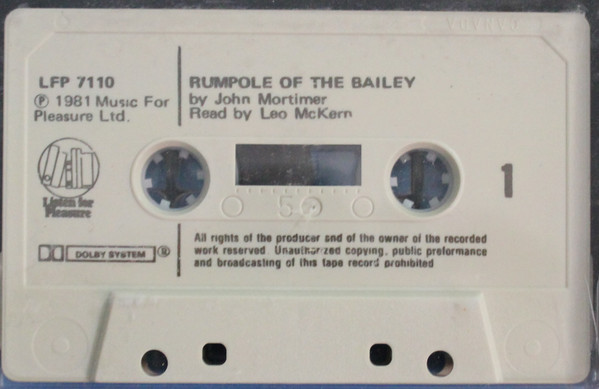 LFP 7110
℗ 1981 Music For
Pleasure Ltd.
RUMPOLE OF THE BAILEY
by John Mortimer
Read by Leo McKern
Listen for
Pleasure
1
50
DOLBY SYSTEM ®
All rights of the producer and of the owner of the recorded
work reserved. Unauthorized copying, public preformance
and broadcasting of this tape record prohibited